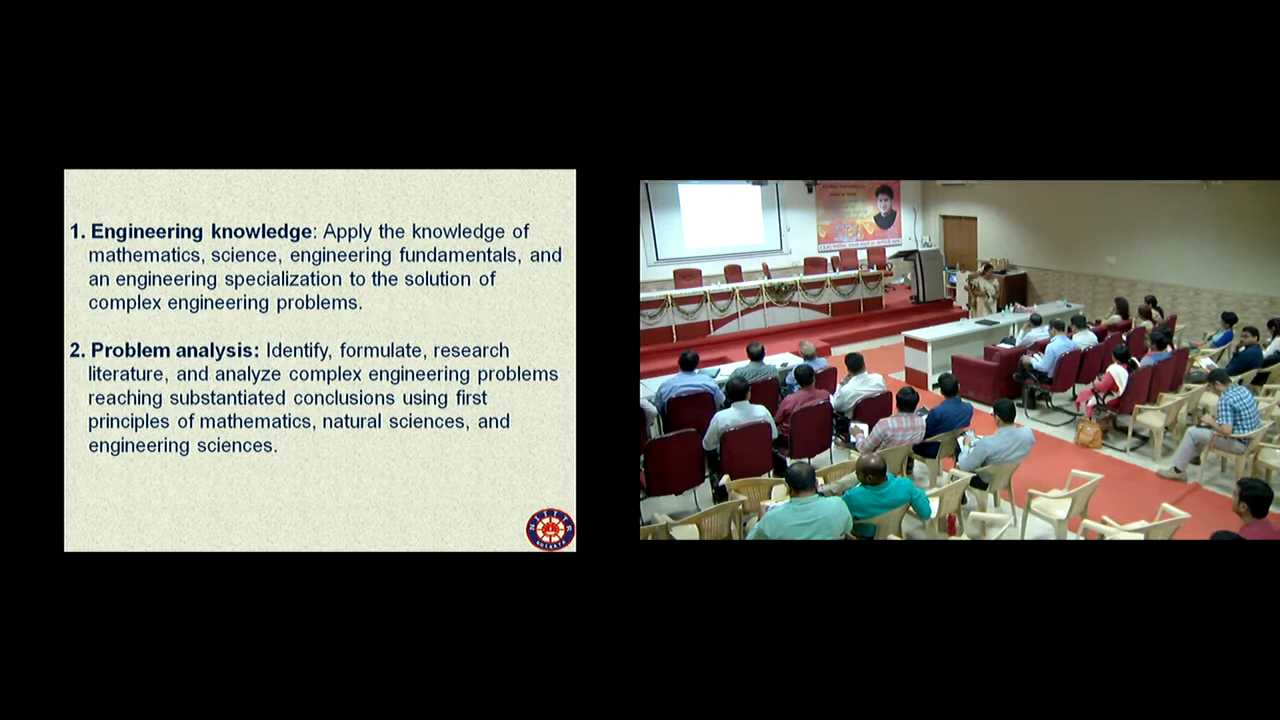 1. Engineering knowledge: Apply the knowledge of
mathematics, science, engineering fundamentals, and
an engineering specialization to the solution of
complex engineering problems.
2. Problem analysis: Identify, formulate, research
literature, and analyze complex engineering problems
reaching substantiated conclusions using first
principles of mathematics, natural sciences, and
engineering sciences.
NITTTR
KOLKATA